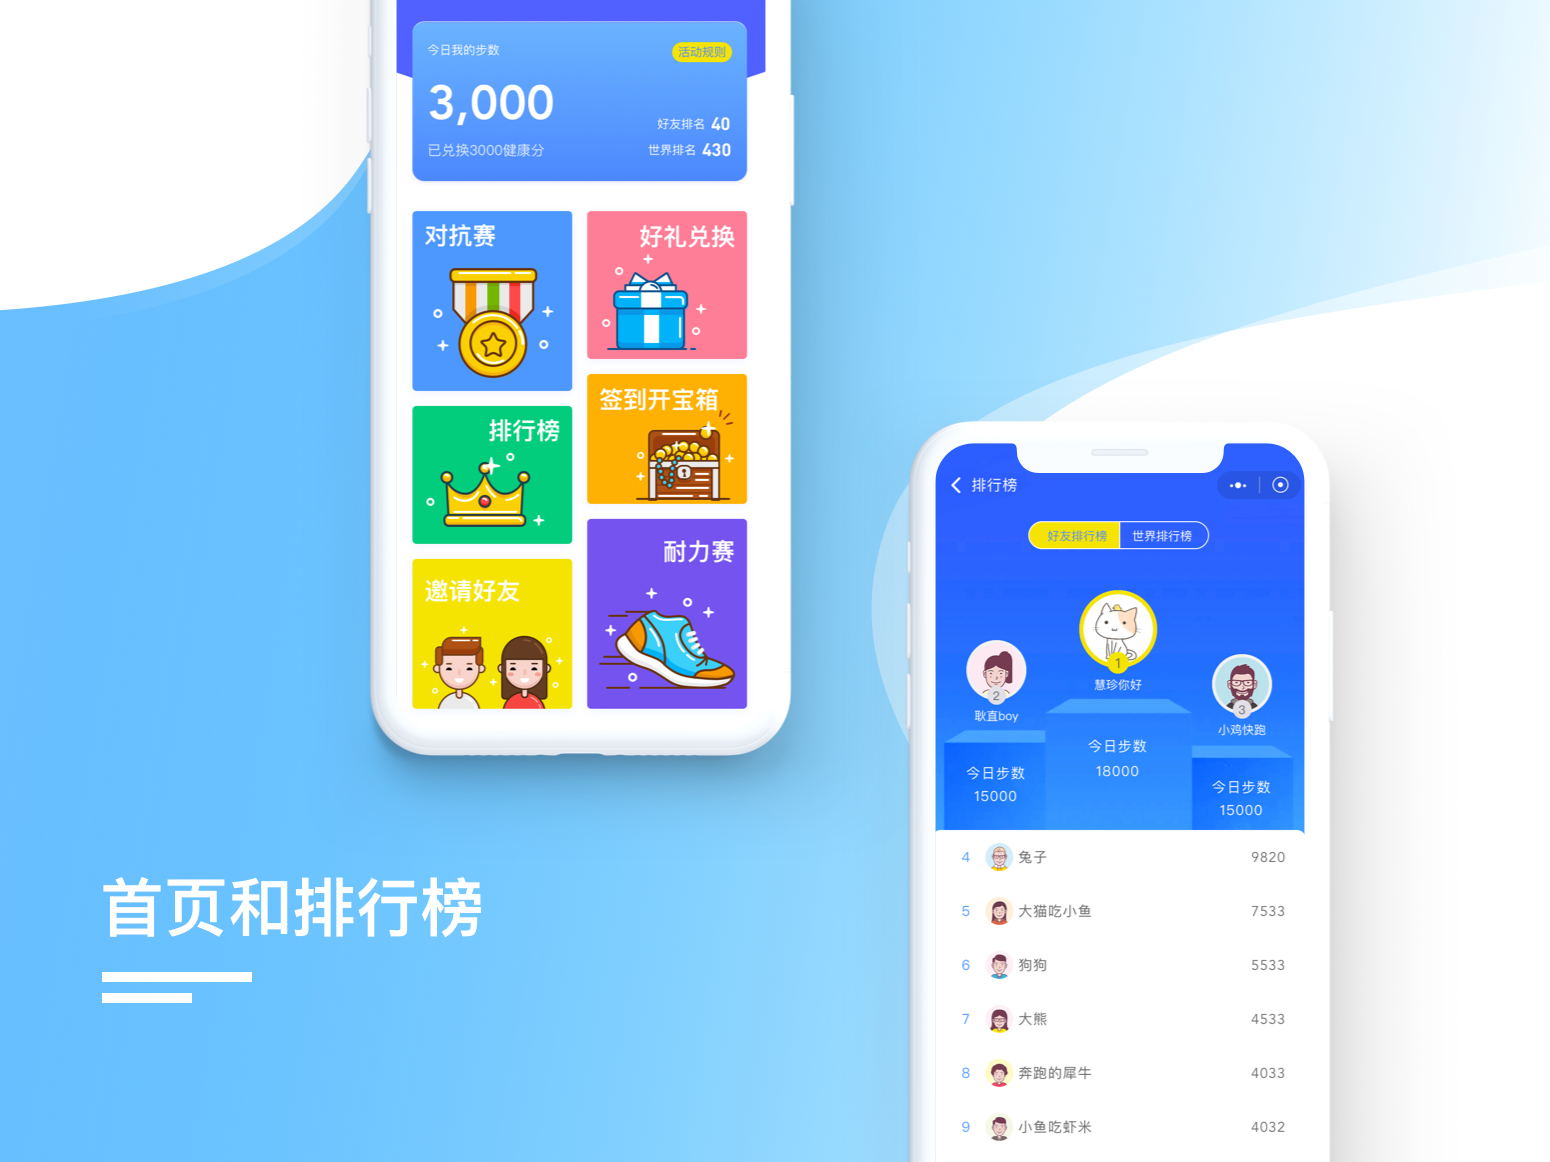 今日我的步数
活动规则
3,000
好友排名 40
已兑换3000健康分
世界排名 430
对抗赛
好礼兑换
签到开宝箱
排行榜
耐力赛
邀请好友
首页和排行榜
排行榜
好友排行榜
世界排行榜
1
慧珍你好
2
耿直boy
3
小鸡快跑
今日步数
18000
今日步数
15000
今日步数
15000
4 兔子 9820
5 大猫吃小鱼 7533
6 狗狗 5533
7 大熊 4533
8 奔跑的犀牛 4033
9 小鱼吃虾米 4032